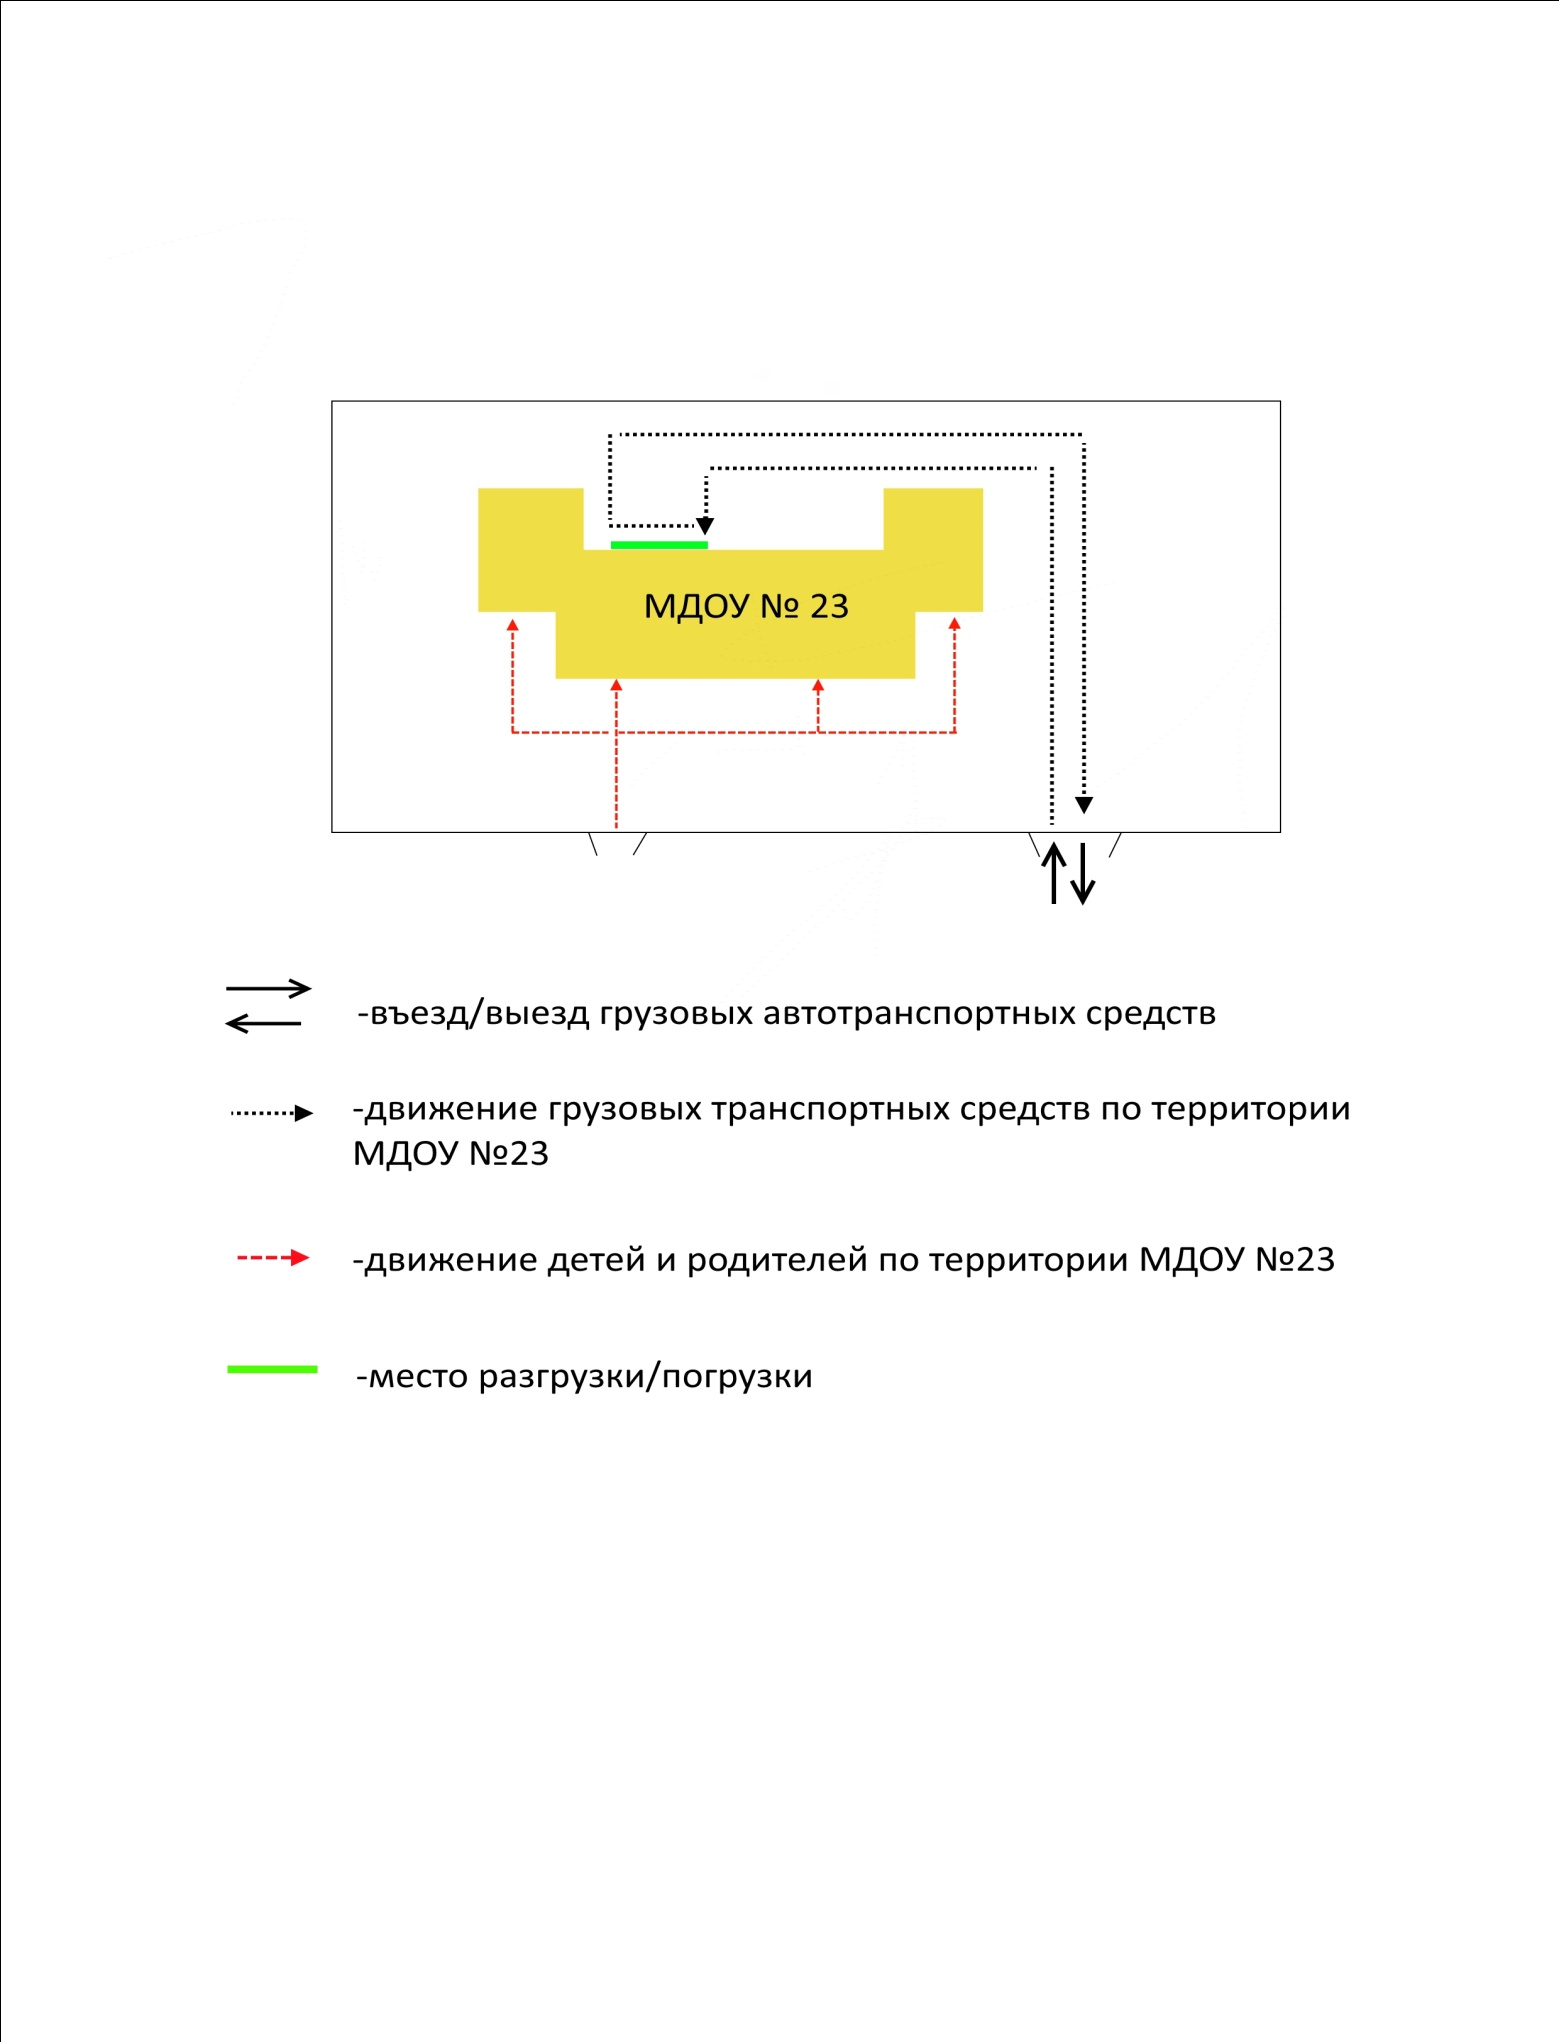 МДОУ № 23
-въезд/выезд грузовых автотранспортных средств
-движение грузовых транспортных средств по территории
МДОУ №23
-движение детей и родителей по территории МДОУ №23
-место разгрузки/погрузки